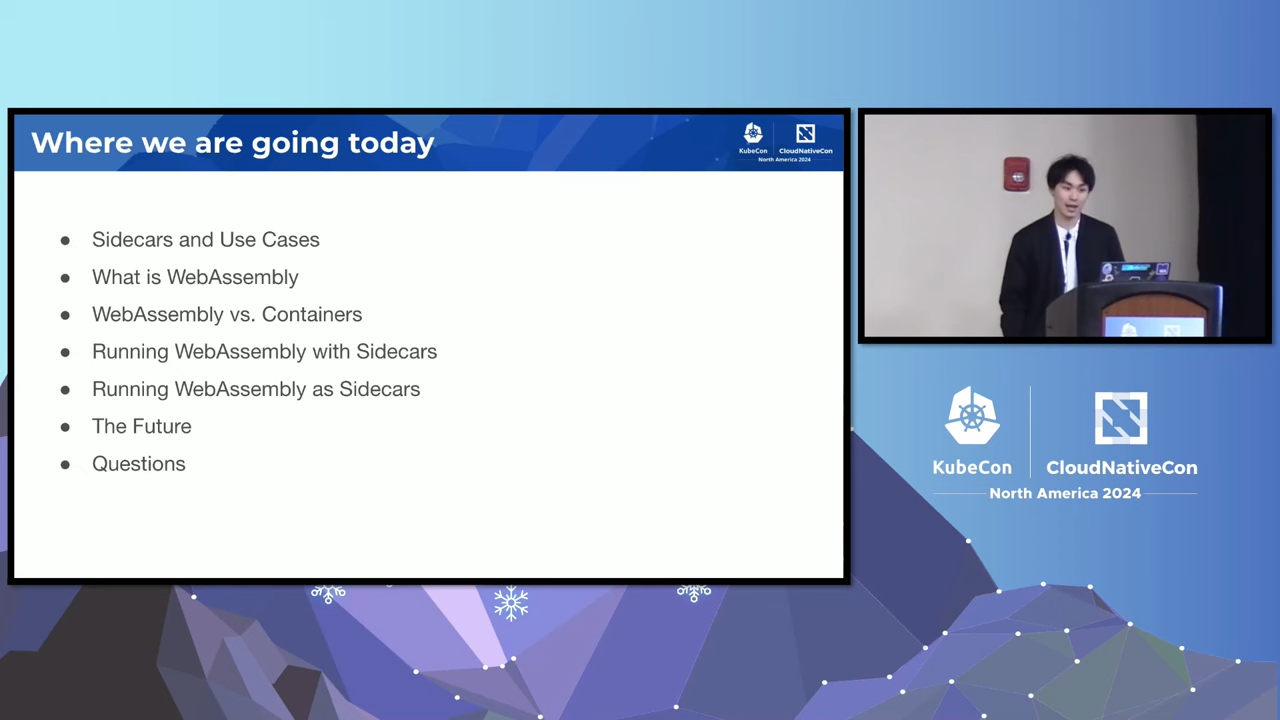 Where we are going today
KubeCon
CloudNativeCon
North America 2024
Sidecars and Use Cases
What is WebAssembly
WebAssembly vs. Containers
Running WebAssembly with Sidecars
Running WebAssembly as Sidecars
The Future
Questions
KubeCon
CloudNativeCon
North America 2024